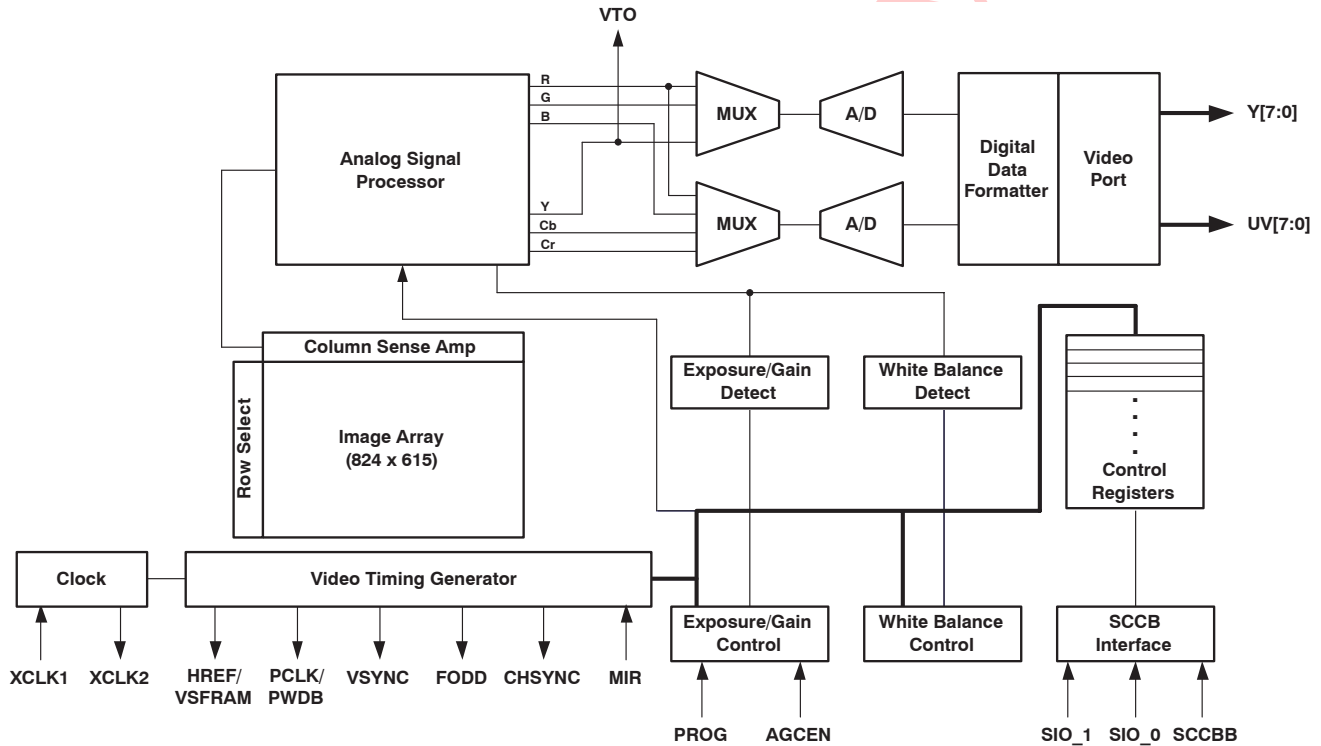 VTO
R
G
B
Y
Cb
Cr
Analog Signal
Processor
MUX
A/D
MUX
A/D
Digital
Data
Formatter
Video
Port
Y[7:0]
UV[7:0]
Column Sense Amp
Row Select
Image Array
(824 x 615)
Exposure/Gain
Detect
White Balance
Detect
Control
Registers
Clock
Video Timing Generator
Exposure/Gain
Control
White Balance
Control
SCCB
Interface
XCLK1
XCLK2
HREF/
VSFRAM
PCLK/
PWDB
VSYNC
FODD
CHSYNC
MIR
PROG
AGCEN
SIO_1
SIO_0
SCCBB